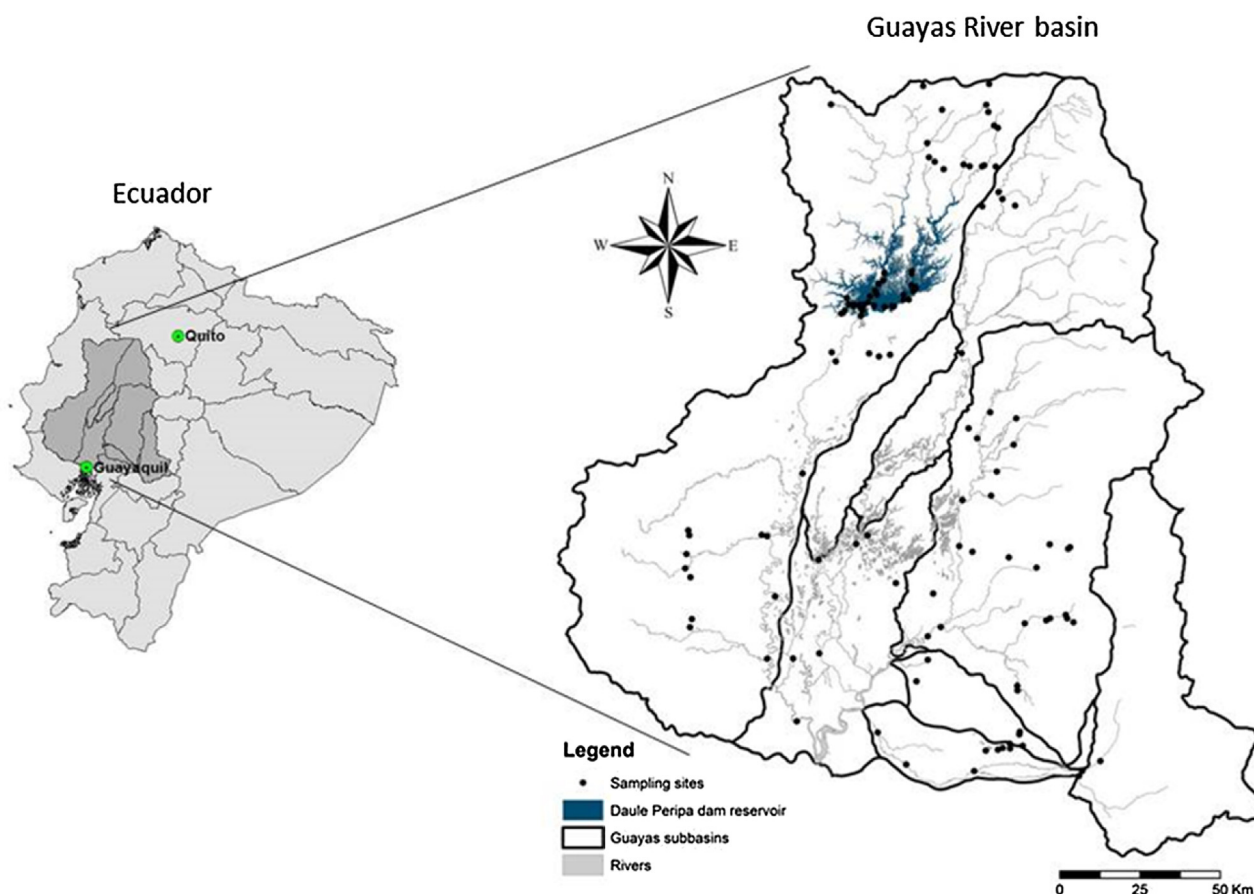 Guayas River basin
Ecuador
N
W
E
S
Quito
Guayaquil
Legend
Sampling sites
Daule Peripa dam reservoir
Guayas subbasins
Rivers
0 25 50 Km